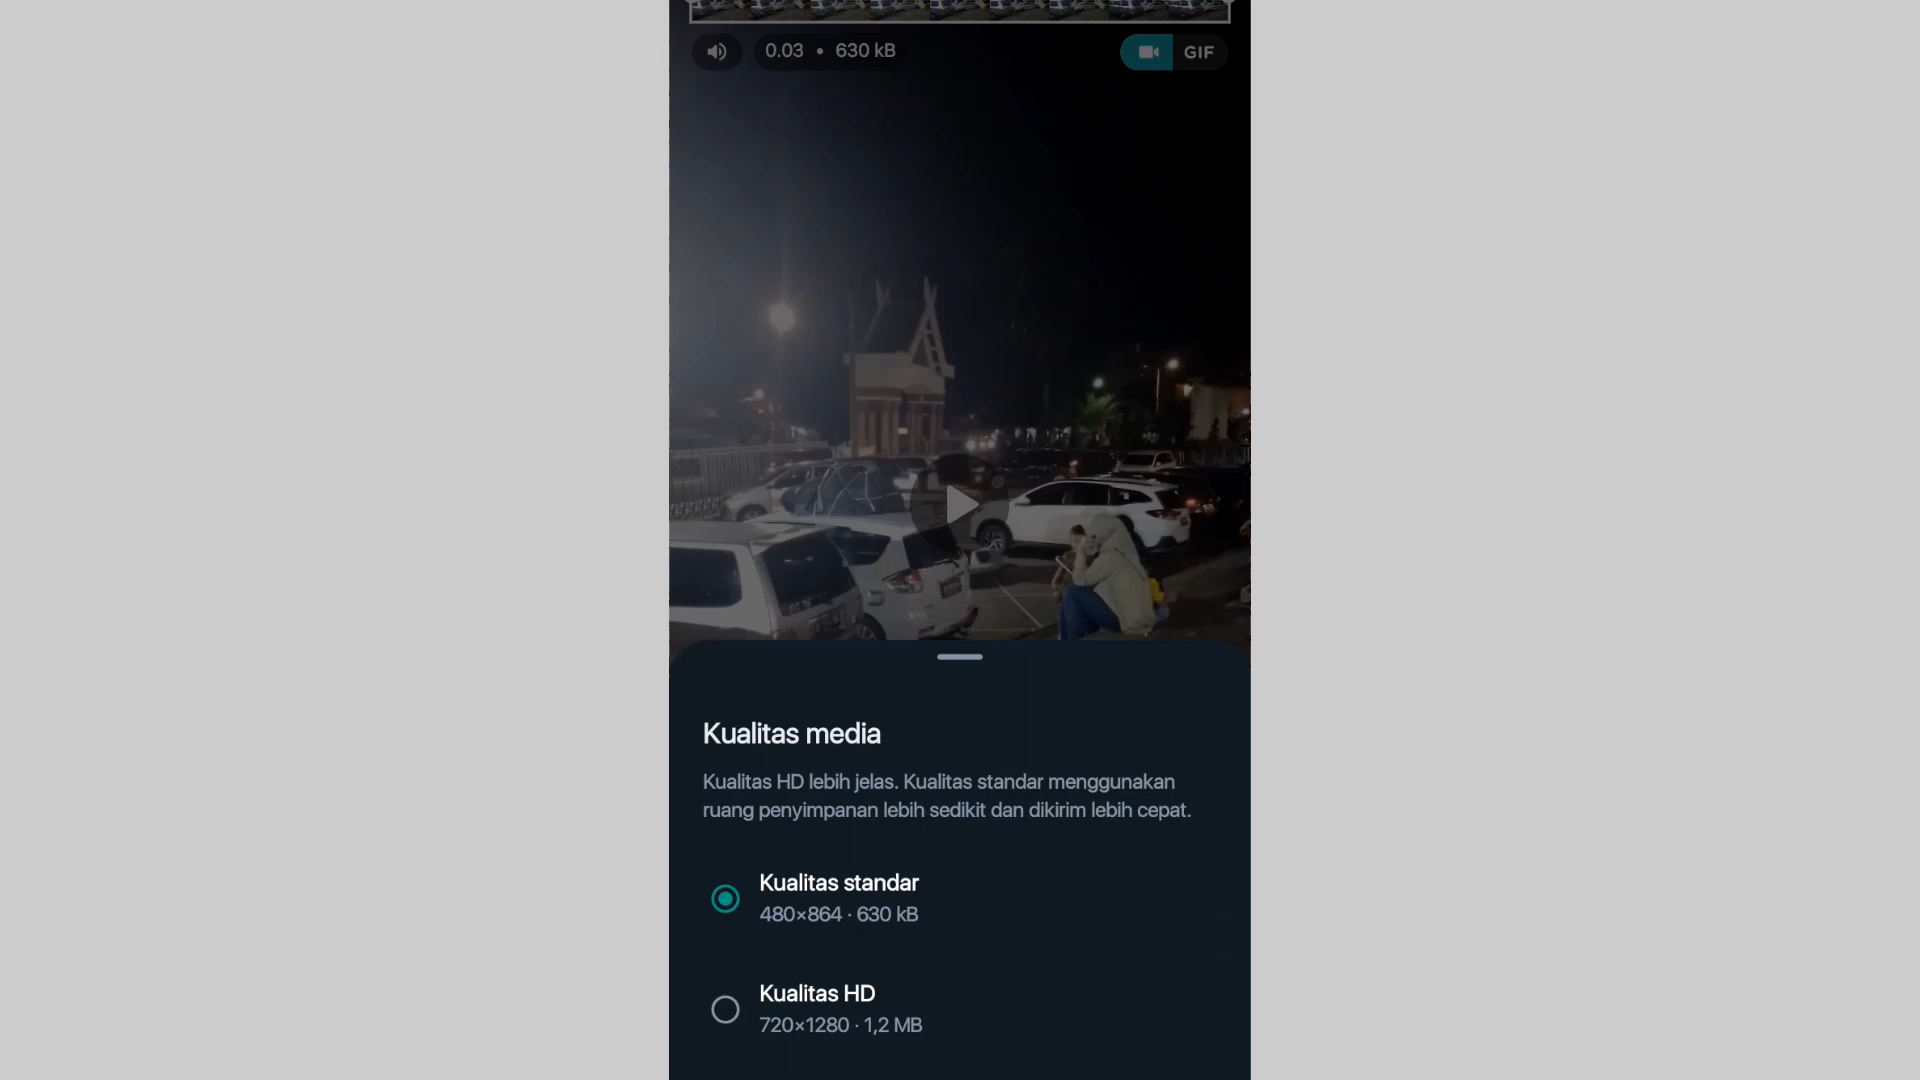 0.03 • 630 kB
GIF
Kualitas media
Kualitas HD lebih jelas. Kualitas standar menggunakan
ruang penyimpanan lebih sedikit dan dikirim lebih cepat.
Kualitas standar
480×864 · 630 kB
Kualitas HD
720×1280 · 1,2 MB